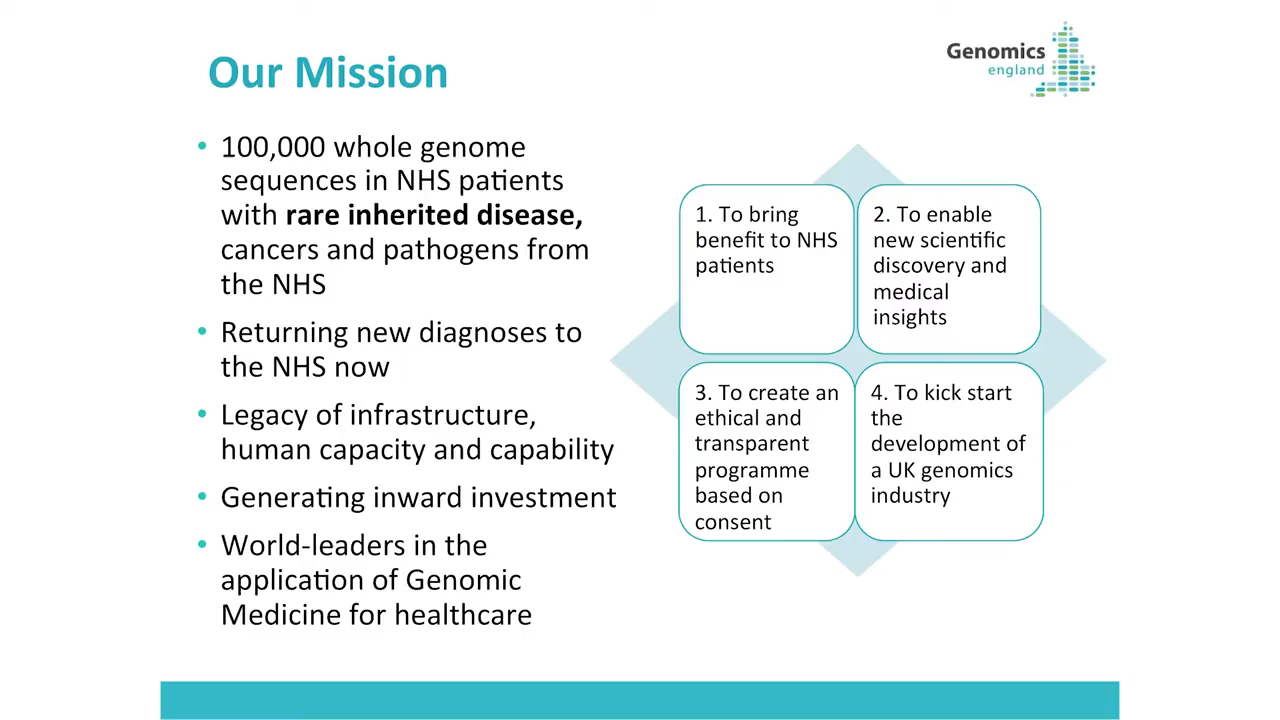 Our Mission
Genomics
england
• 100,000 whole genome
sequences in NHS patients
with rare inherited disease,
cancers and pathogens from
the NHS
• Returning new diagnoses to
the NHS now
• Legacy of infrastructure,
human capacity and capability
• Generating inward investment
• World-leaders in the
application of Genomic
Medicine for healthcare
1. To bring
benefit to NHS
patients
2. To enable
new scientific
discovery and
medical
insights
3. To create an
ethical and
transparent
programme
based on
consent
4. To kick start
the
development of
a UK genomics
industry